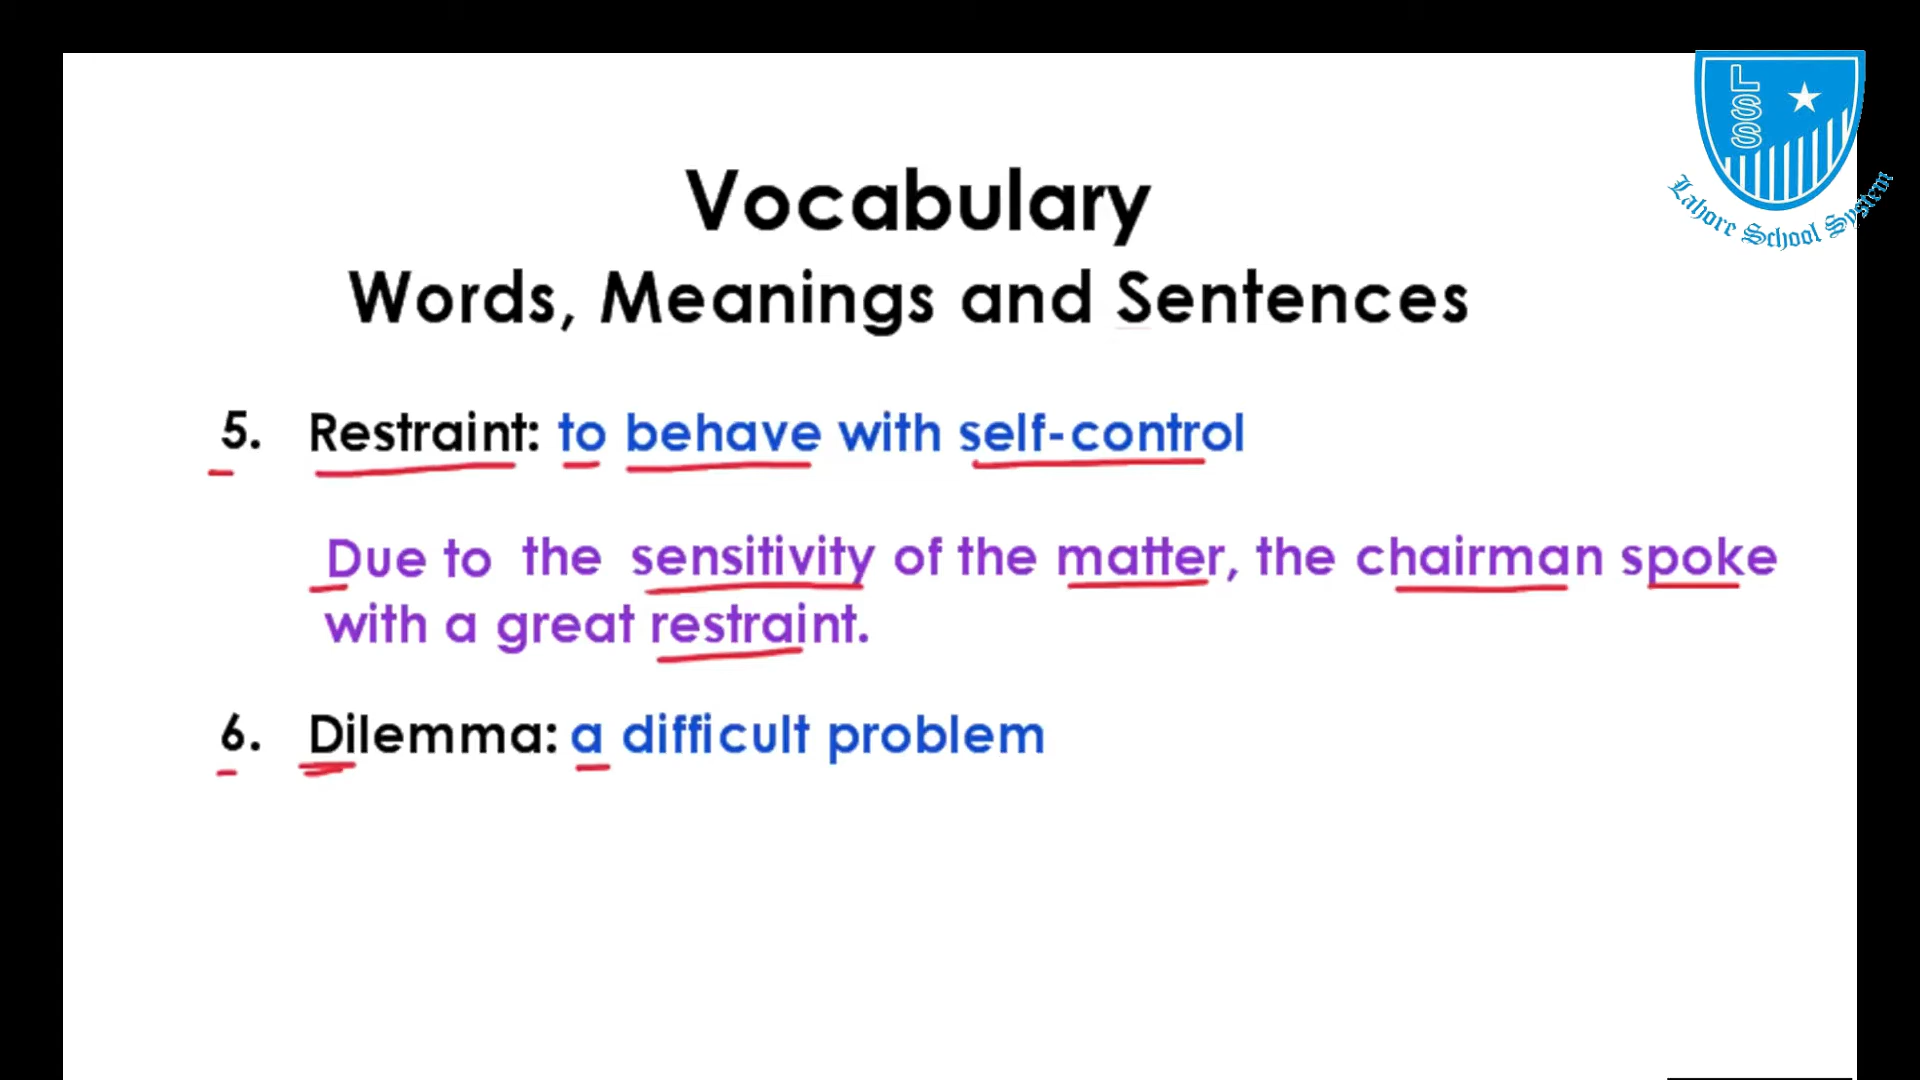 LSS
Lahore School System
Vocabulary
Words, Meanings and Sentences
5. Restraint: to behave with self-control
Due to the sensitivity of the matter, the chairman spoke
with a great restraint.
6. Dilemma: a difficult problem